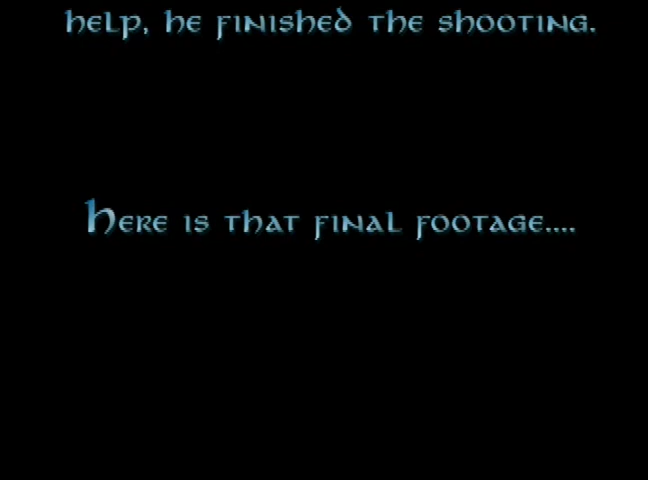 help, he finished the shooting.
Here is that final footage....